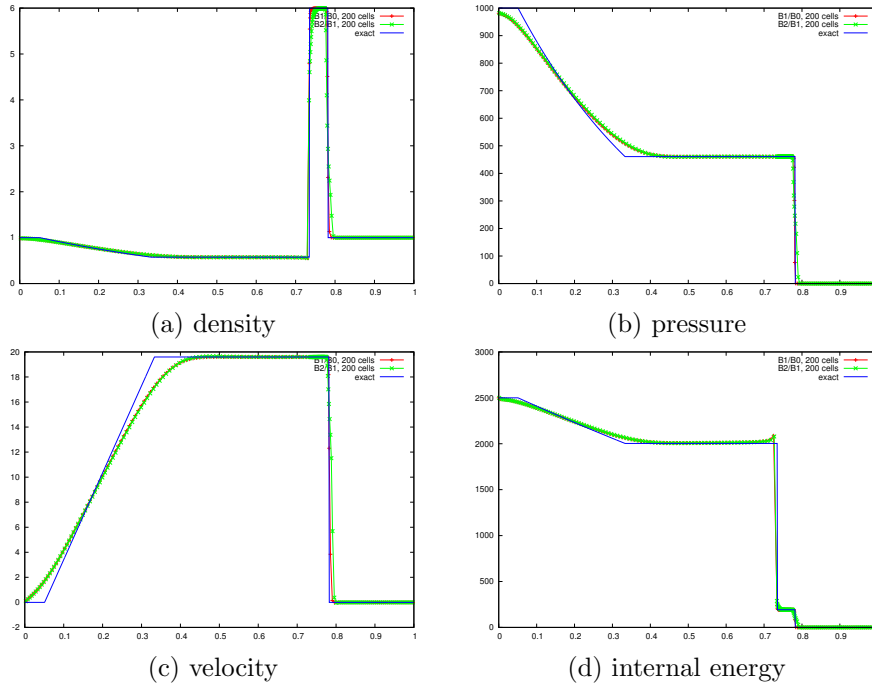 6
5
4
3
2
1
0
0 0.1 0.2 0.3 0.4 0.5 0.6 0.7 0.8 0.9 1
B1/B0, 200 cells
B2/B1, 200 cells
exact
(a) density
1000
900
800
700
600
500
400
300
200
100
0
0 0.1 0.2 0.3 0.4 0.5 0.6 0.7 0.8 0.9
B1/B0, 200 cells
B2/B1, 200 cells
exact
(b) pressure
20
18
16
14
12
10
8
6
4
2
0
-2
0 0.1 0.2 0.3 0.4 0.5 0.6 0.7 0.8 0.9 1
B1/B0, 200 cells
B2/B1, 200 cells
exact
(c) velocity
3000
2500
2000
1500
1000
500
0
0 0.1 0.2 0.3 0.4 0.5 0.6 0.7 0.8 0.9
B1/B0, 200 cells
B2/B1, 200 cells
exact
(d) internal energy